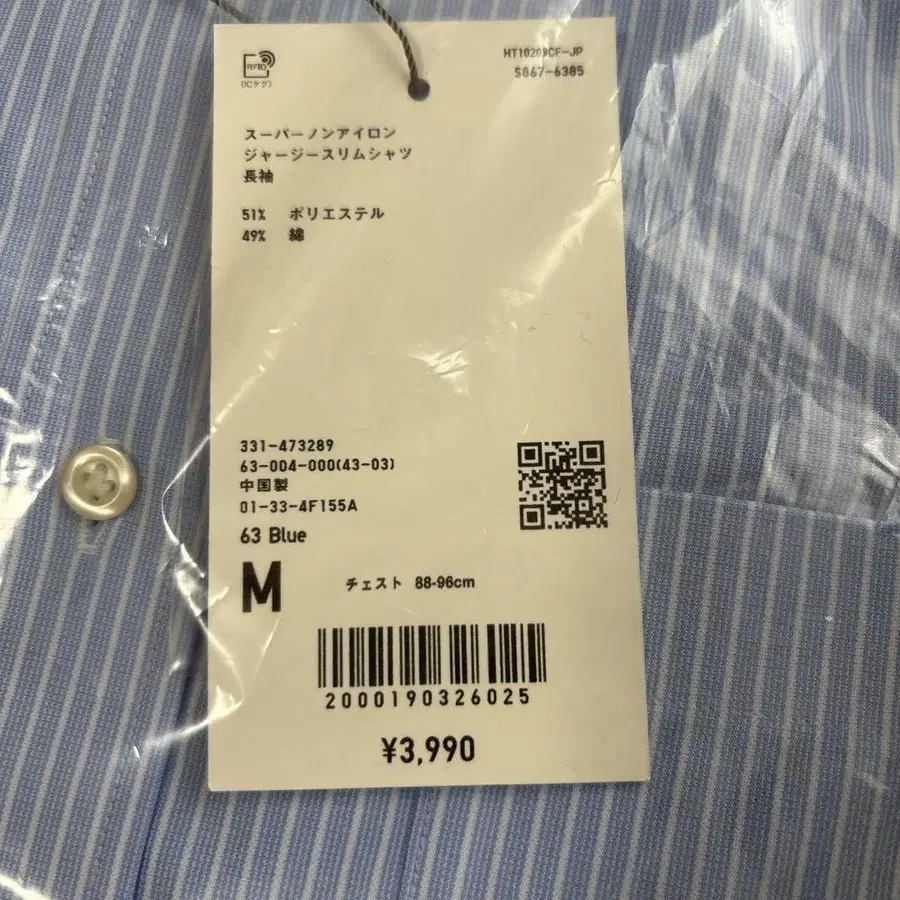 RFID
(ICタグ)
HT10209CF-JP
S867-6385
スーパーノンアイロン
ジャージースリムシャツ
長袖
51% ポリエステル
49% 綿
331-473289
63-004-000(43-03)
中国製
01-33-4F155A
63 Blue
M チェスト 88-96cm
2000190326025
¥3,990